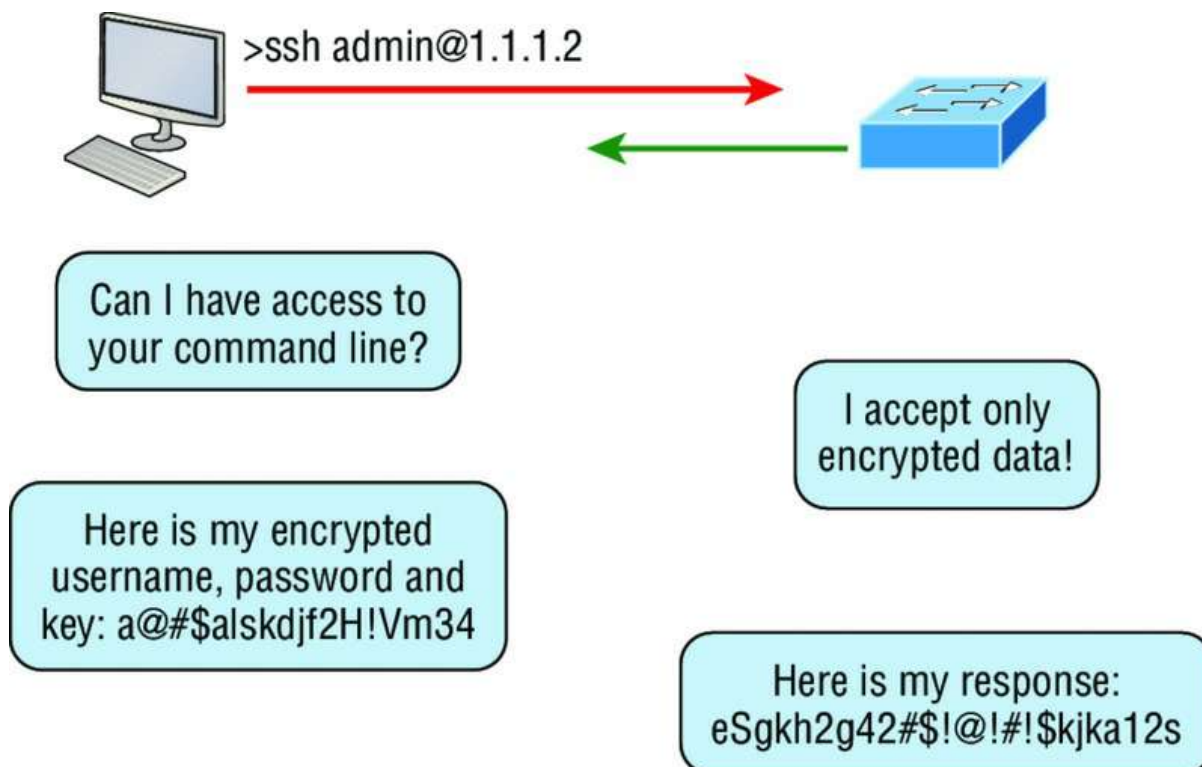 >ssh admin@1.1.1.2
Can I have access to
your command line?
I accept only
encrypted data!
Here is my encrypted
username, password and
key: a@#$alskdjf2H!Vm34
Here is my response:
eSgkh2g42#$!@!#!$kjka12s